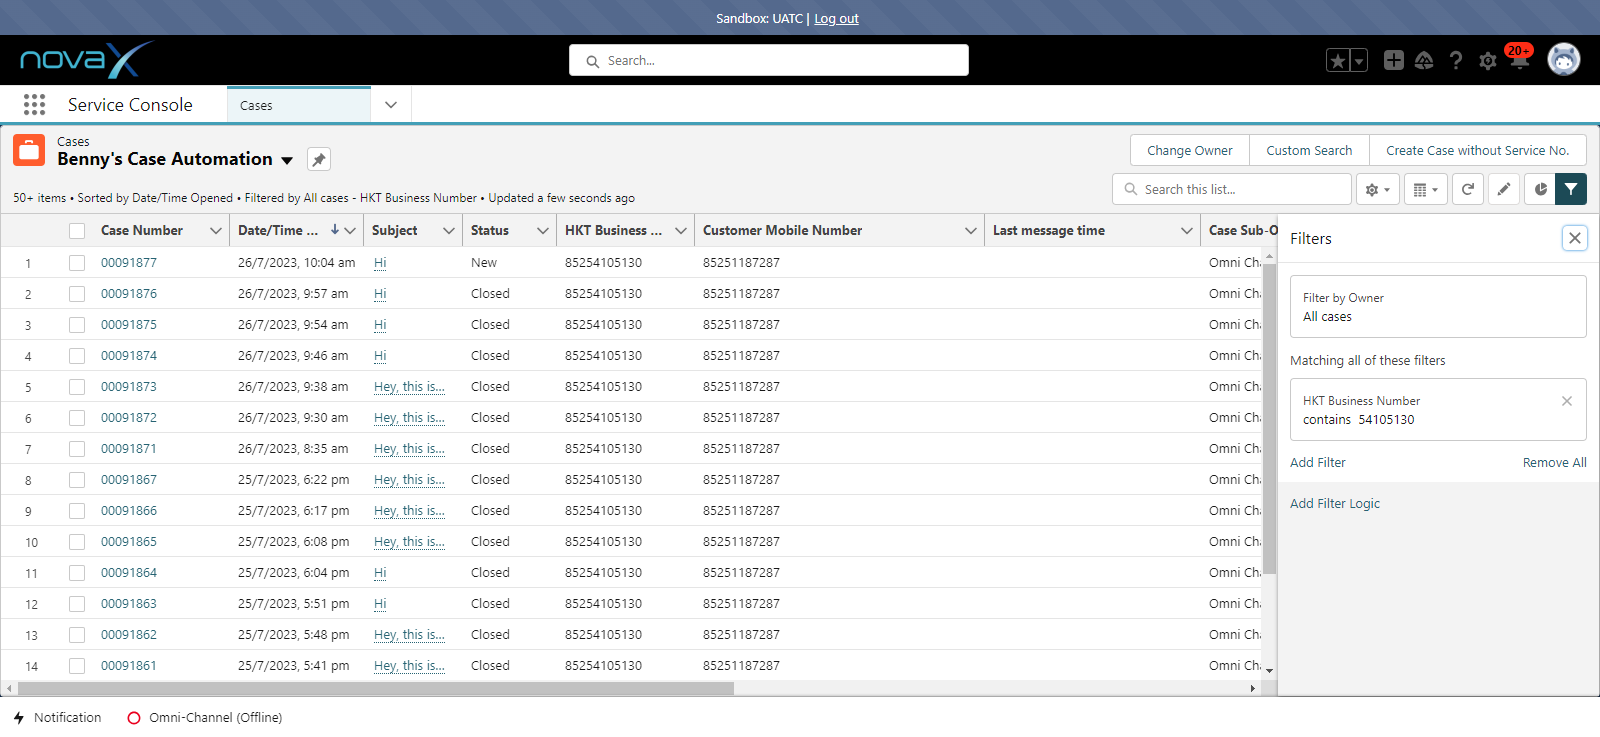 Sandbox: UATC | Log out
novaX
Search...
20+
Service Console
Cases
Cases
Benny's Case Automation
Change Owner
Custom Search
Create Case without Service No.
50+ items • Sorted by Date/Time Opened • Filtered by All cases - HKT Business Number • Updated a few seconds ago
Search this list...
Case Number Date/Time ... Subject Status HKT Business ... Customer Mobile Number Last message time Case Sub-O
1 00091877 26/7/2023, 10:04 am Hi New 85254105130 85251187287 Omni Cha
2 00091876 26/7/2023, 9:57 am Hi Closed 85254105130 85251187287 Omni Cha
3 00091875 26/7/2023, 9:54 am Hi Closed 85254105130 85251187287 Omni Cha
4 00091874 26/7/2023, 9:46 am Hi Closed 85254105130 85251187287 Omni Cha
5 00091873 26/7/2023, 9:38 am Hey, this is... Closed 85254105130 85251187287 Omni Cha
6 00091872 26/7/2023, 9:30 am Hey, this is... Closed 85254105130 85251187287 Omni Cha
7 00091871 26/7/2023, 8:35 am Hey, this is... Closed 85254105130 85251187287 Omni Cha
8 00091867 25/7/2023, 6:22 pm Hey, this is... Closed 85254105130 85251187287 Omni Cha
9 00091866 25/7/2023, 6:17 pm Hey, this is... Closed 85254105130 85251187287 Omni Cha
10 00091865 25/7/2023, 6:08 pm Hey, this is... Closed 85254105130 85251187287 Omni Cha
11 00091864 25/7/2023, 6:04 pm Hi Closed 85254105130 85251187287 Omni Cha
12 00091863 25/7/2023, 5:51 pm Hi Closed 85254105130 85251187287 Omni Cha
13 00091862 25/7/2023, 5:48 pm Hey, this is... Closed 85254105130 85251187287 Omni Cha
14 00091861 25/7/2023, 5:41 pm Hey, this is... Closed 85254105130 85251187287 Omni Cha
Filters
Filter by Owner
All cases
Matching all of these filters
HKT Business Number
contains 54105130
Add Filter
Remove All
Add Filter Logic
Notification
Omni-Channel (Offline)